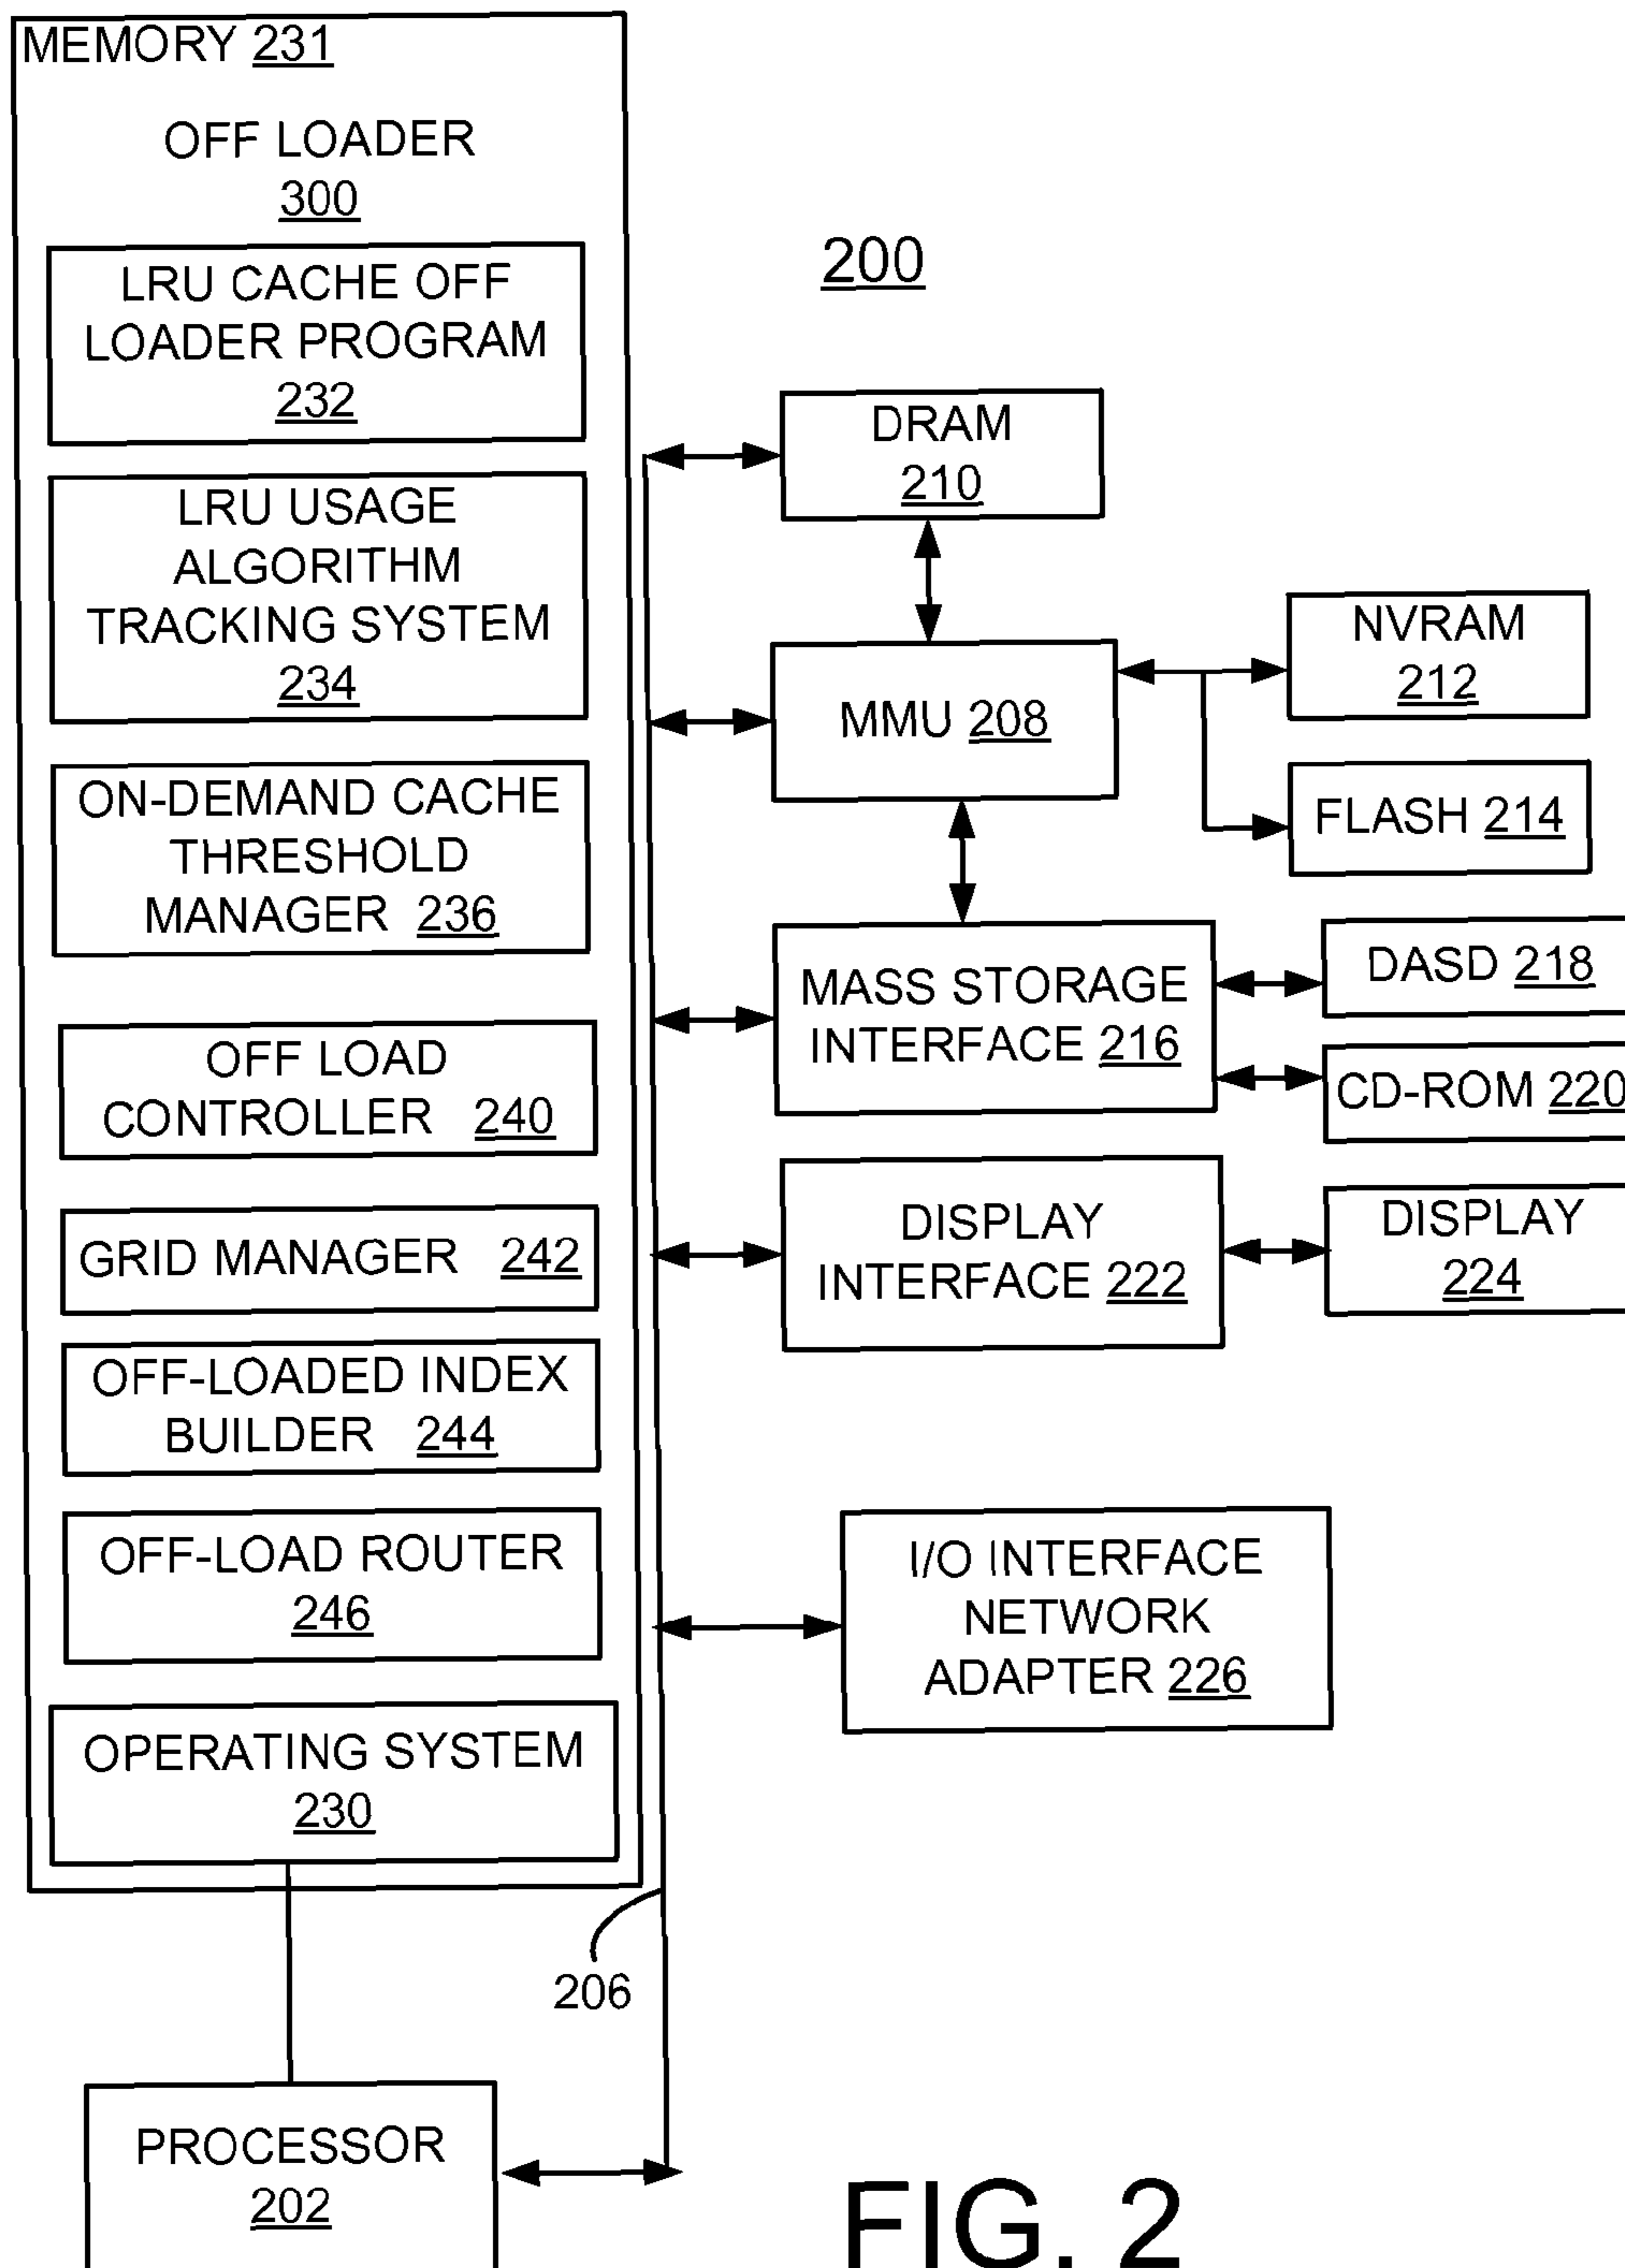 MEMORY 231
OFF LOADER
300
LRU CACHE OFF
LOADER PROGRAM
232
LRU USAGE
ALGORITHM
TRACKING SYSTEM
234
ON-DEMAND CACHE
THRESHOLD
MANAGER 236
OFF LOAD
CONTROLLER 240
GRID MANAGER 242
OFF-LOADED INDEX
BUILDER 244
OFF-LOAD ROUTER
246
OPERATING SYSTEM
230
206
PROCESSOR
202
200
DRAM
210
MMU 208
NVRAM
212
FLASH 214
MASS STORAGE
INTERFACE 216
DASD 218
CD-ROM 220
DISPLAY
INTERFACE 222
DISPLAY
224
I/O INTERFACE
NETWORK
ADAPTER 226
FIG. 2